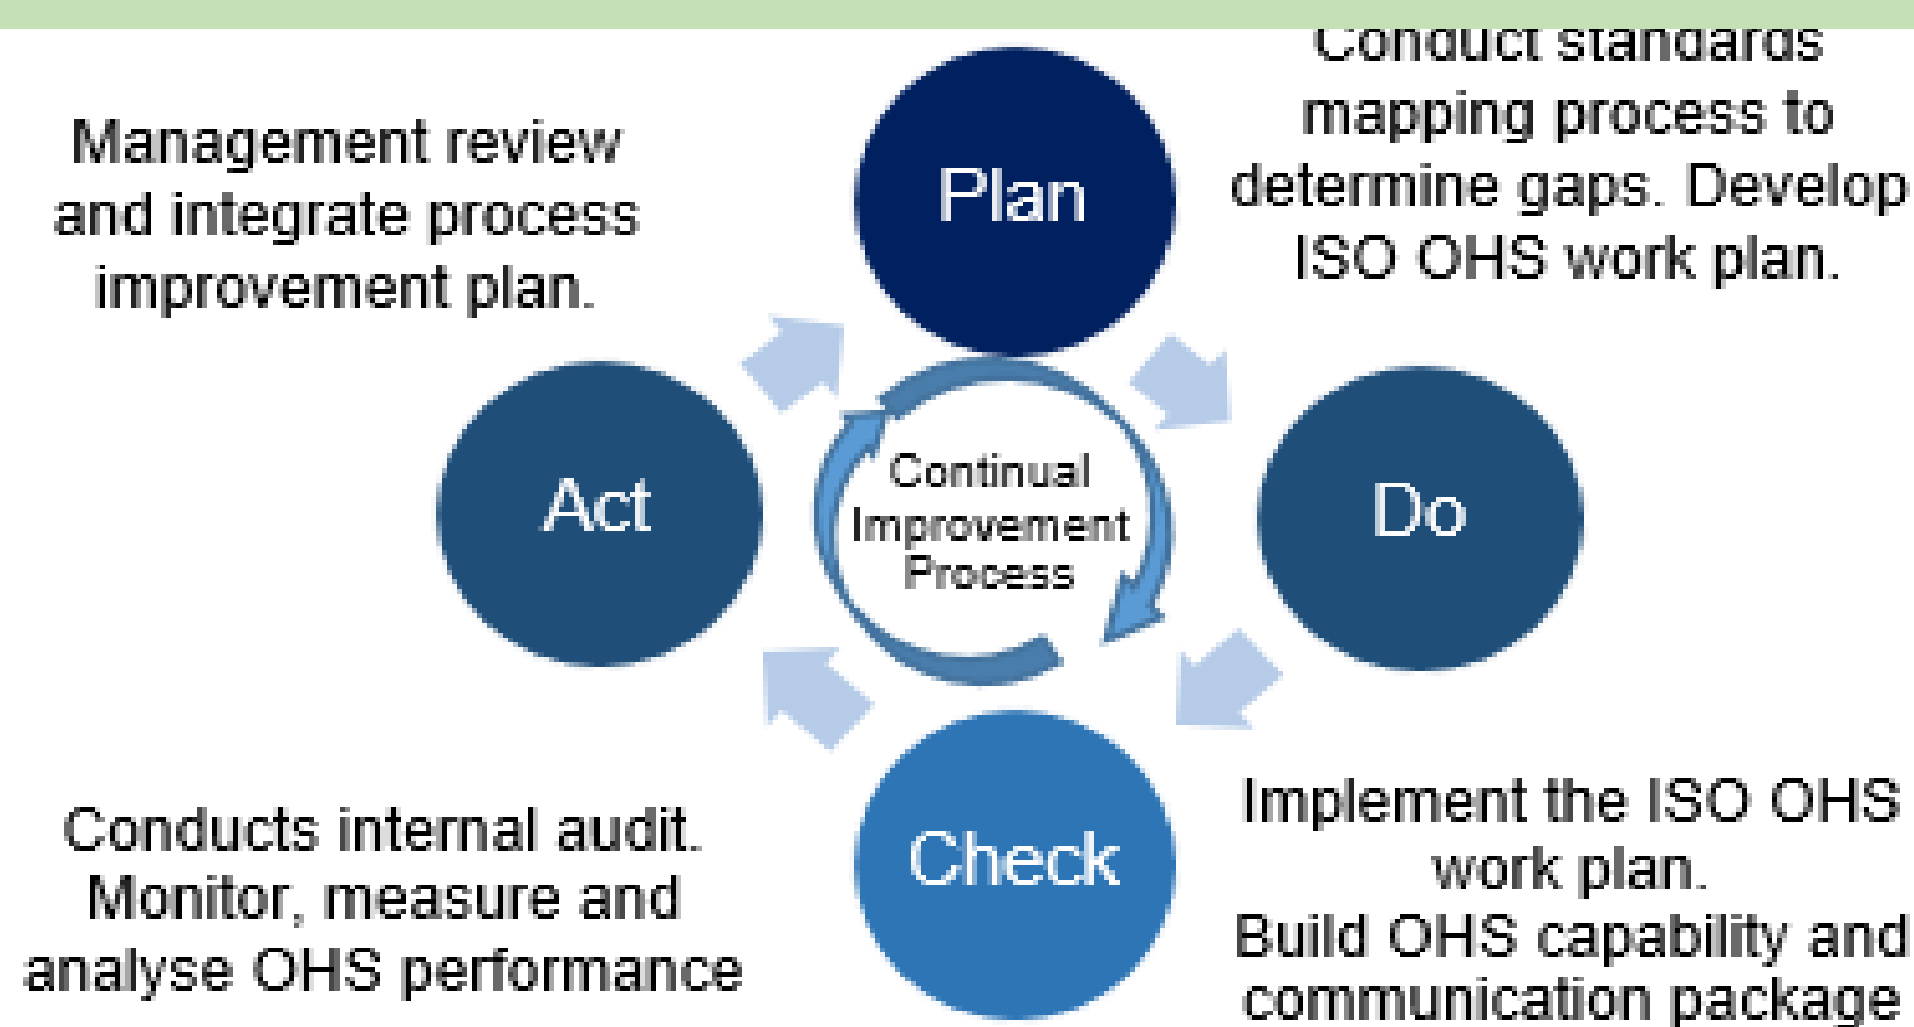 Conduct standards
mapping process to
determine gaps. Develop
ISO OHS work plan.
Management review
and integrate process
improvement plan.
Plan
Act
Continual
Improvement
Process
Do
Check
Implement the ISO OHS
work plan.
Build OHS capability and
communication package
Conducts internal audit.
Monitor, measure and
analyse OHS performance